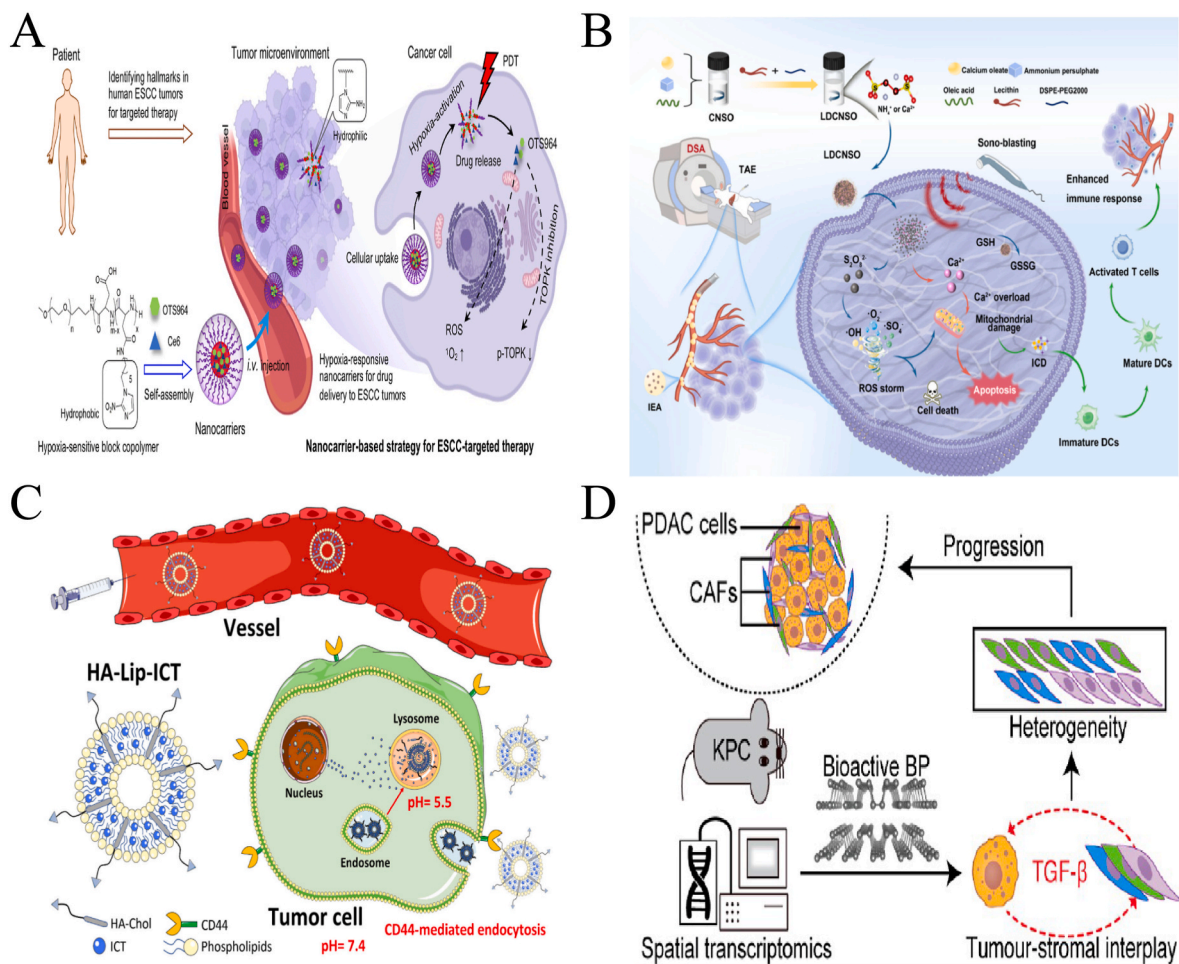 A
Patient
Identifying hallmarks in
human ESCC tumors
for targeted therapy
Tumor microenvironment
Hydrophilic
Blood vessel
Cancer cell
PDT
Hypoxia-activation
Drug release
OTS964
Cellular uptake
TOPK inhibition
ROS
¹O₂ ↑
p-TOPK ↓
OTS964
Ce6
Self-assembly
i.v. injection
Hydrophobic
Nanocarriers
Hypoxia-sensitive block copolymer
Hypoxia-responsive
nanocarriers for drug
delivery to ESCC tumors
Nanocarrier-based strategy for ESCC-targeted therapy
B
CNSO
LDCNSO
NH₄⁺ or Ca²⁺
Calcium oleate
Ammonium persulphate
Oleic acid
Lecithin
DSPE-PEG2000
LDCNSO
DSA
TAE
Sono-blasting
Enhanced
immune response
GSH
GSSG
Ca²⁺
Ca²⁺ overload
Mitochondrial
damage
·O₂⁻
·OH
·SO₄⁻
ROS storm
Cell death
Apoptosis
ICD
Activated T cells
Mature DCs
Immature DCs
IEA
C
Vessel
HA-Lip-ICT
Lysosome
Nucleus
pH= 5.5
Endosome
Tumor cell
CD44-mediated endocytosis
pH= 7.4
HA-Chol
CD44
ICT
Phospholipids
D
PDAC cells
CAFs
Progression
Heterogeneity
KPC
Bioactive BP
TGF-β
Spatial transcriptomics
Tumour-stromal interplay